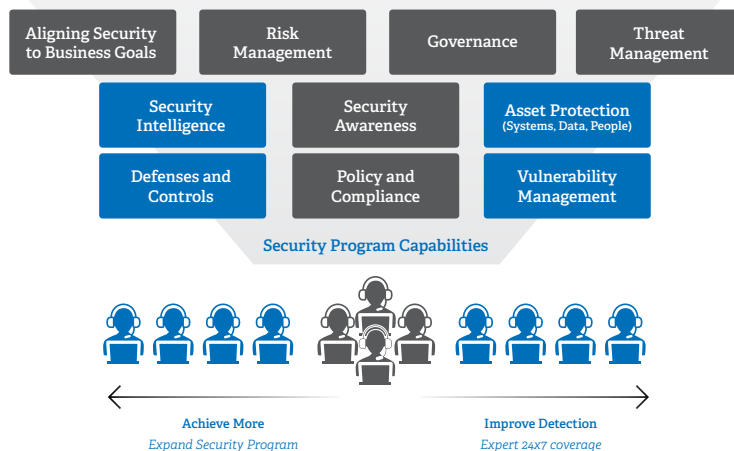 Aligning Security
to Business Goals
Risk
Management
Governance
Threat
Management
Security
Intelligence
Security
Awareness
Asset Protection
(Systems, Data, People)
Defenses and
Controls
Policy and
Compliance
Vulnerability
Management
Security Program Capabilities
Achieve More
Expand Security Program
Improve Detection
Expert 24x7 coverage